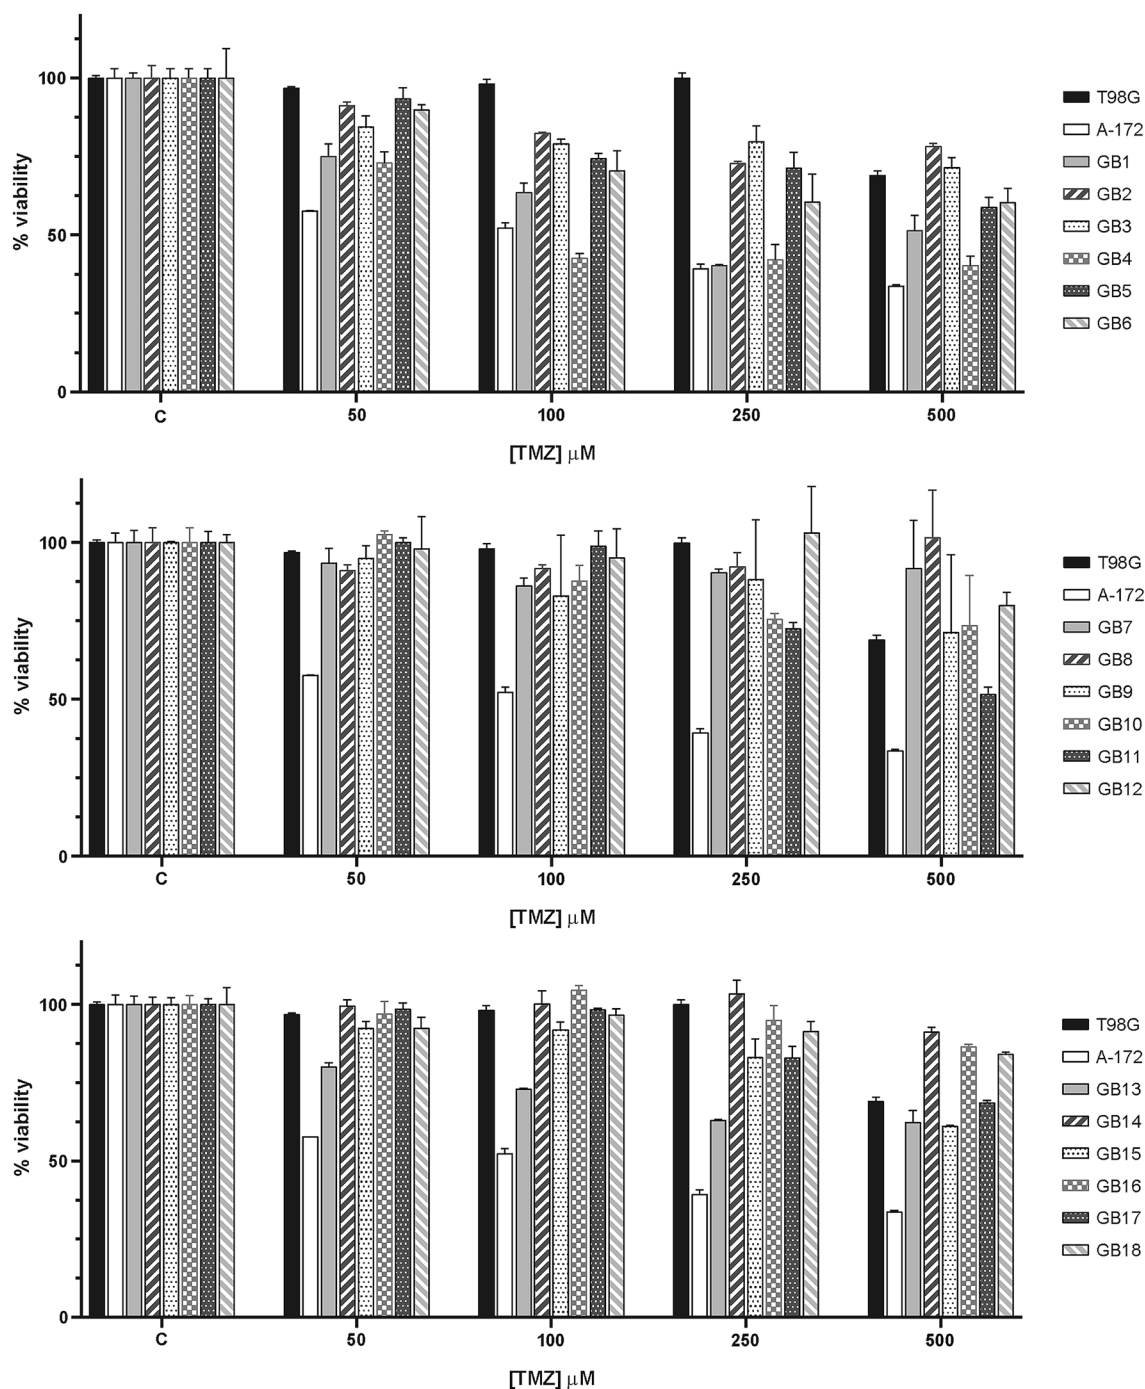 % viability
100
50
0
C 50 100 250 500
[TMZ] μM
T98G
A-172
GB1
GB2
GB3
GB4
GB5
GB6
% viability
100
50
0
C 50 100 250 500
[TMZ] μM
T98G
A-172
GB7
GB8
GB9
GB10
GB11
GB12
% viability
100
50
0
C 50 100 250 500
[TMZ] μM
T98G
A-172
GB13
GB14
GB15
GB16
GB17
GB18